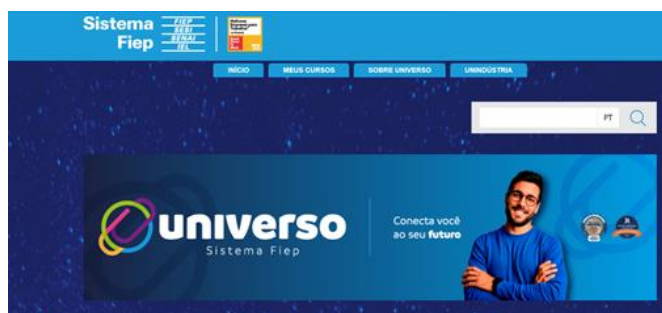 Sistema
Fiep
FIEP
SESI
SENAI
IEL
INÍCIO
MEUS CURSOS
SOBRE UNIVERSO
UNINDÚSTRIA
PT
universo
Sistema Fiep
Conecta você
ao seu futuro